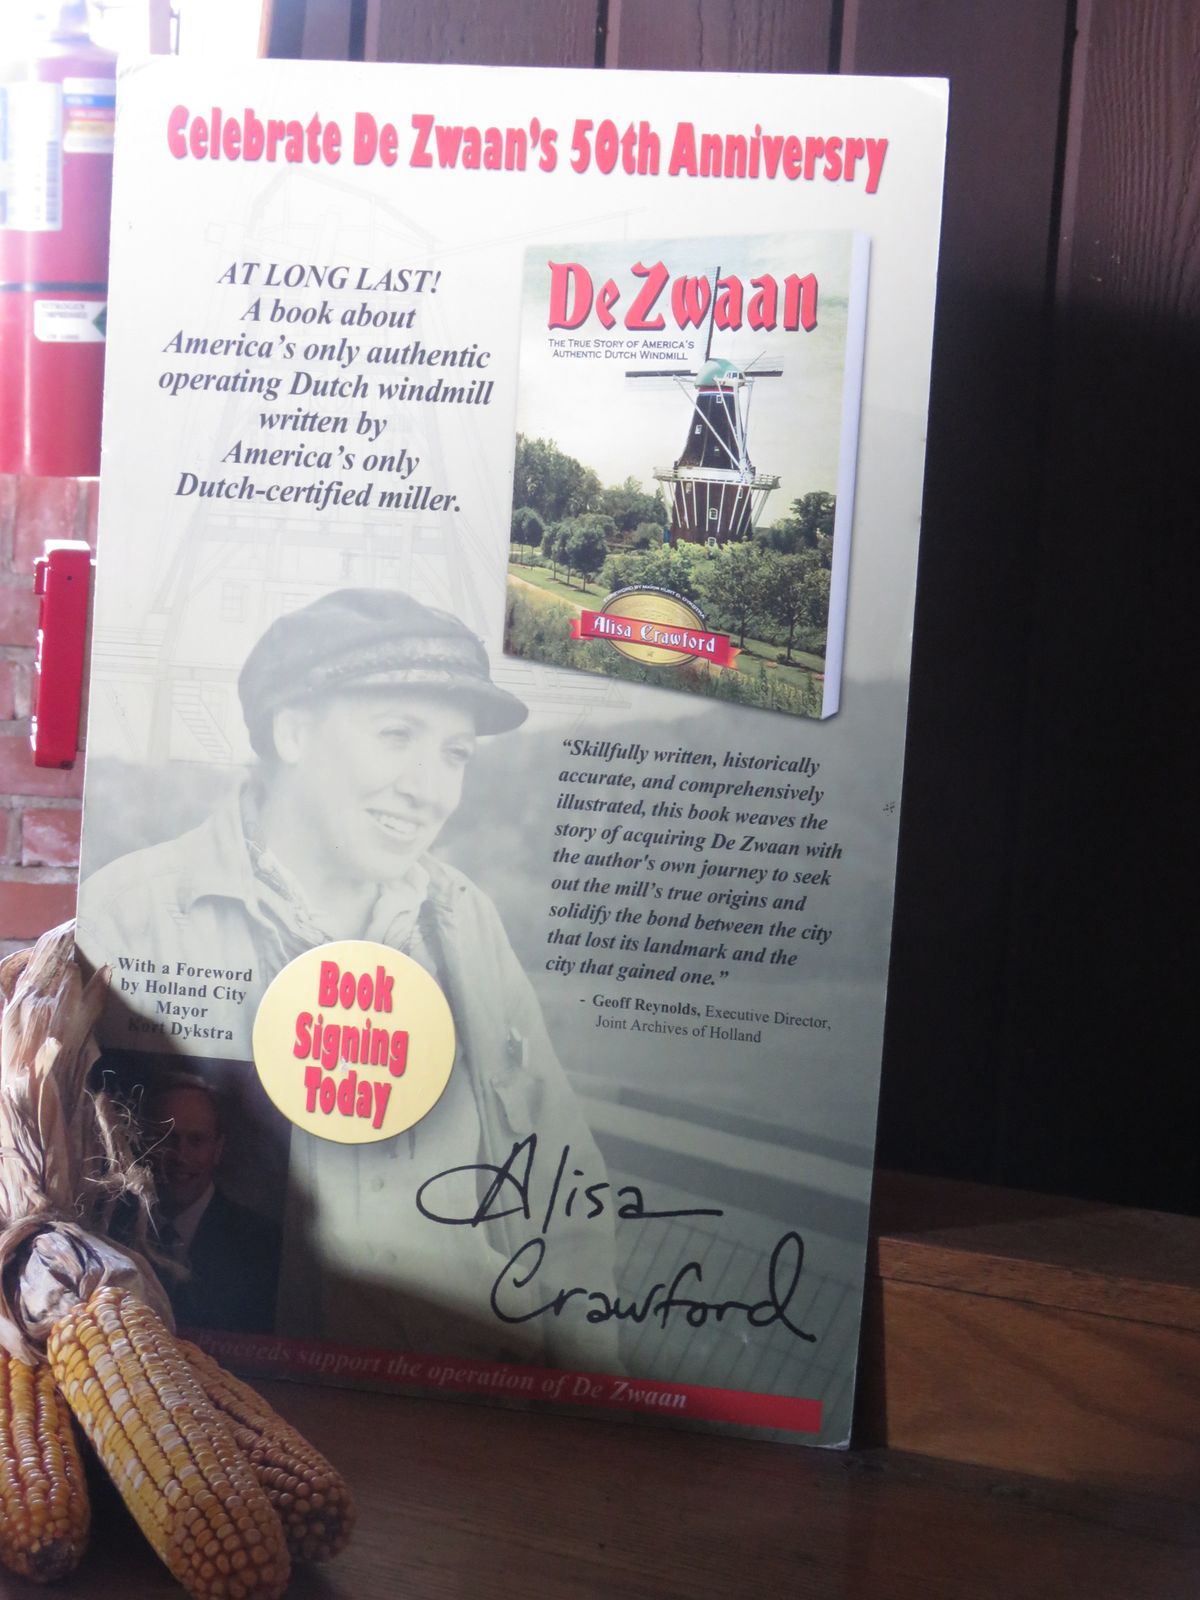 Celebrate De Zwaan's 50th Anniversry
AT LONG LAST!
A book about
America's only authentic
operating Dutch windmill
written by
America's only
Dutch-certified miller.
De Zwaan
THE TRUE STORY OF AMERICA'S
AUTHENTIC DUTCH WINDMILL
FOREWORD BY MAYOR KURT D. DYKSTRA
Alisa Crawford
"Skillfully written, historically
accurate, and comprehensively
illustrated, this book weaves the
story of acquiring De Zwaan with
the author's own journey to seek
out the mill's true origins and
solidify the bond between the city
that lost its landmark and the
city that gained one."
- Geoff Reynolds, Executive Director,
Joint Archives of Holland
With a Foreword
by Holland City
Mayor
Kurt Dykstra
Book
Signing
Today
Alisa
Crawford
Proceeds support the operation of De Zwaan